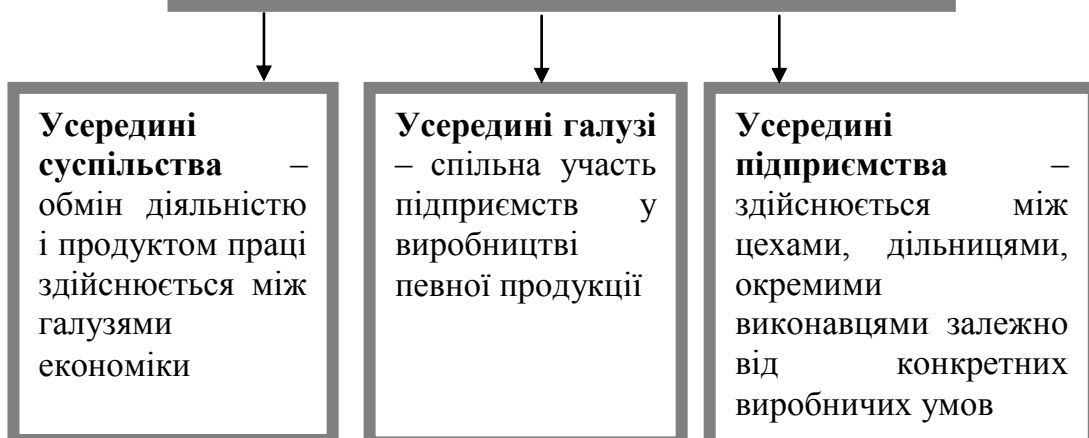 Усередині
суспільства –
обмін діяльністю
і продуктом праці
здійснюється між
галузями
економіки
Усередині галузі
– спільна участь
підприємств у
виробництві
певної продукції
Усередині
підприємства –
здійснюється між
цехами, дільницями,
окремими
виконавцями залежно
від конкретних
виробничих умов